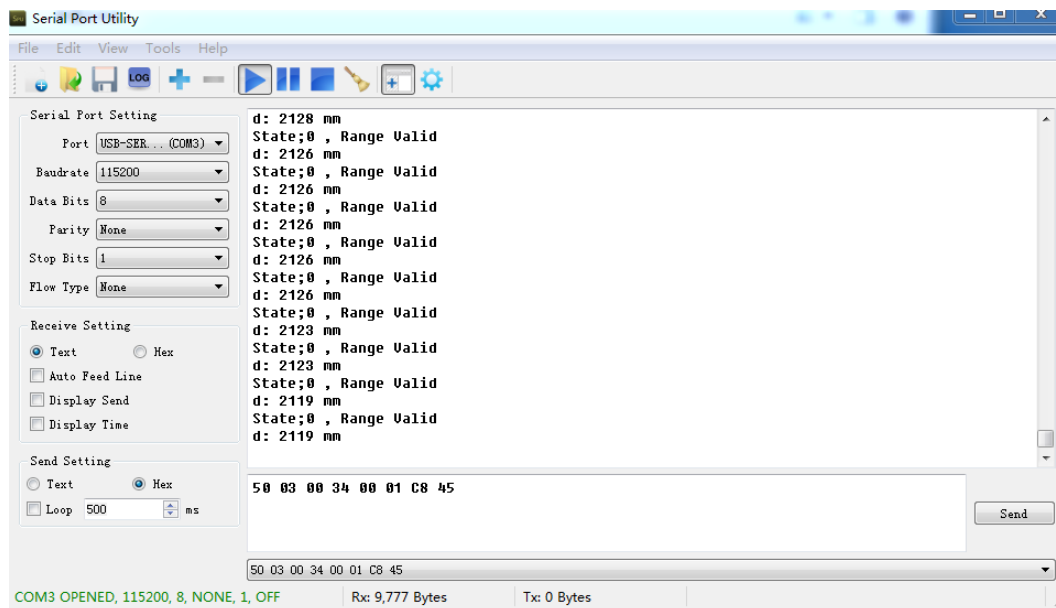 Serial Port Utility
File Edit View Tools Help
LOG
Serial Port Setting
Port USB-SER... (COM3)
Baudrate 115200
Data Bits 8
Parity None
Stop Bits 1
Flow Type None
Receive Setting
Text Hex
Auto Feed Line
Display Send
Display Time
Send Setting
Text Hex
Loop 500 ms
d: 2128 mm
State;0 , Range Valid
d: 2126 mm
State;0 , Range Valid
d: 2126 mm
State;0 , Range Valid
d: 2126 mm
State;0 , Range Valid
d: 2126 mm
State;0 , Range Valid
d: 2126 mm
State;0 , Range Valid
d: 2123 mm
State;0 , Range Valid
d: 2123 mm
State;0 , Range Valid
d: 2119 mm
State;0 , Range Valid
d: 2119 mm
50 03 00 34 00 01 C8 45
Send
50 03 00 34 00 01 C8 45
COM3 OPENED, 115200, 8, NONE, 1, OFF Rx: 9,777 Bytes Tx: 0 Bytes